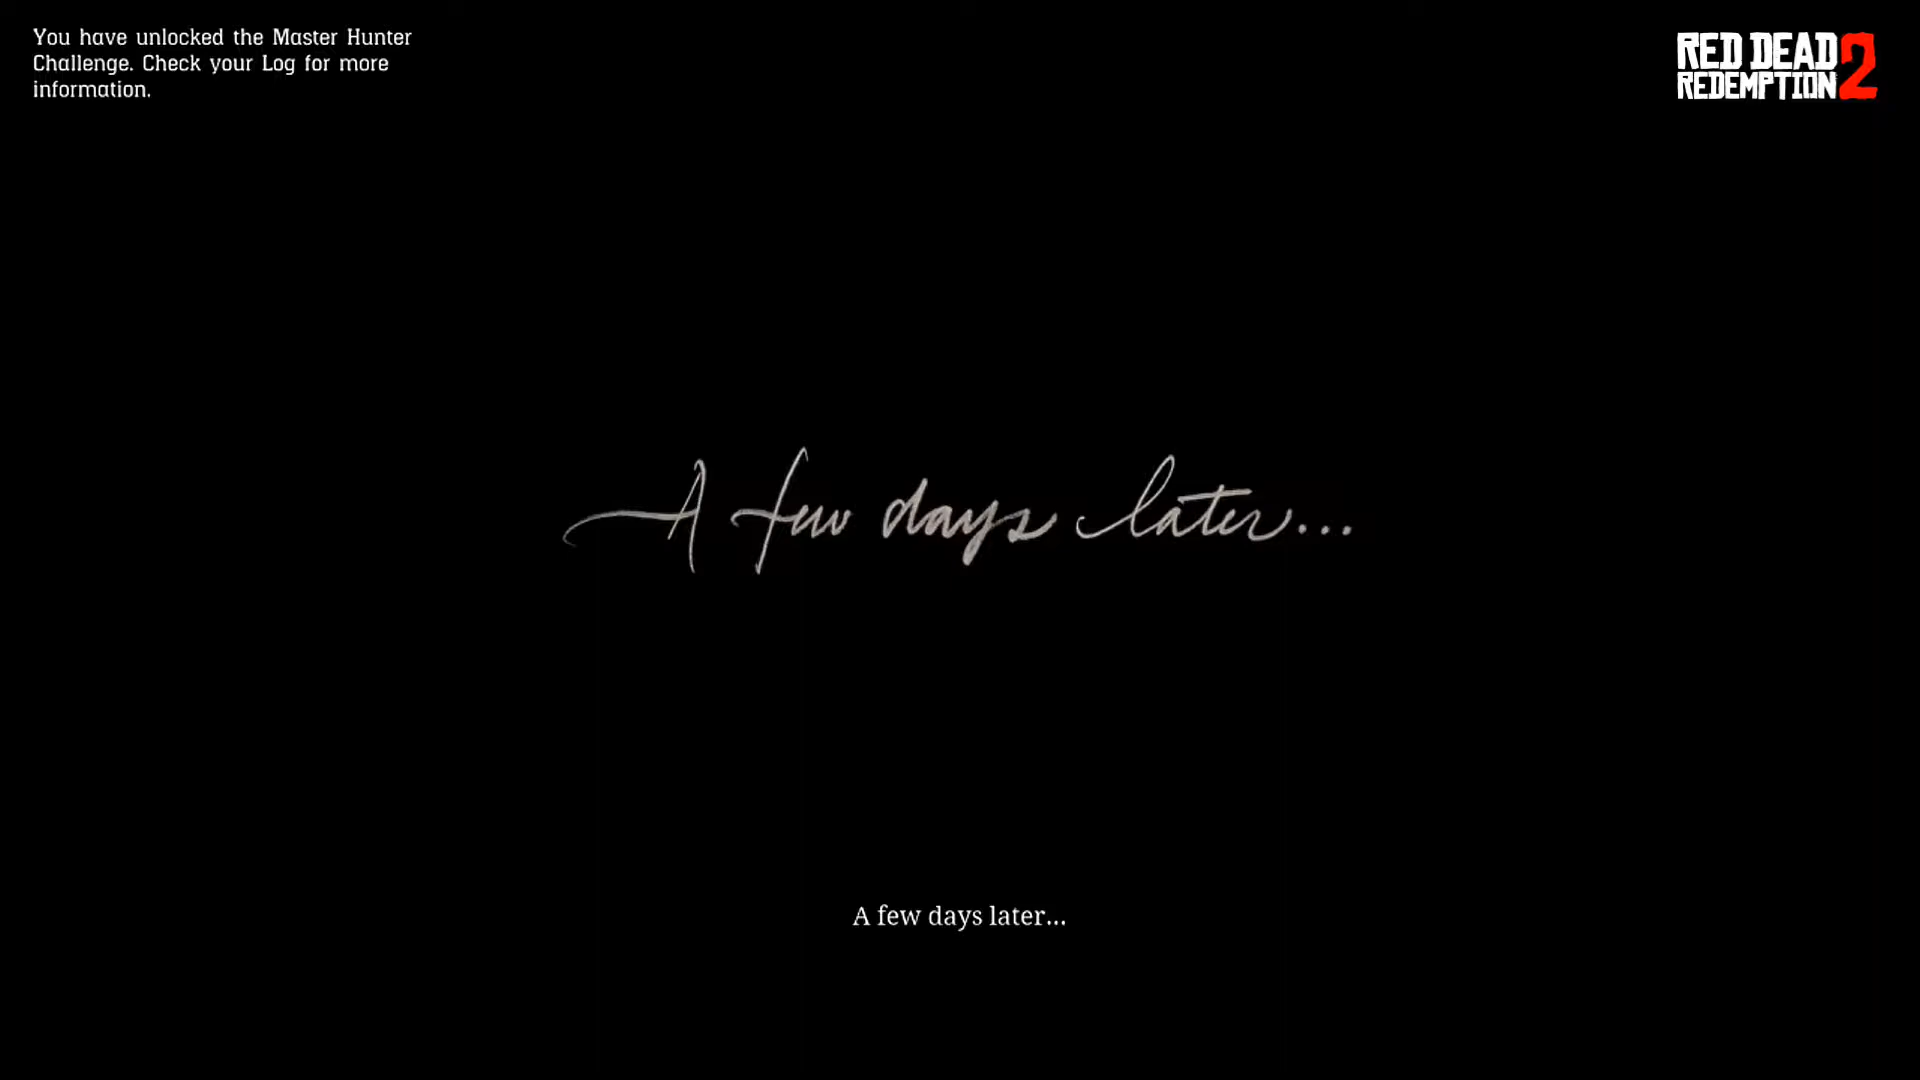 You have unlocked the Master Hunter
Challenge. Check your Log for more
information.
RED DEAD
REDEMPTION 2
A few days later...
A few days later...